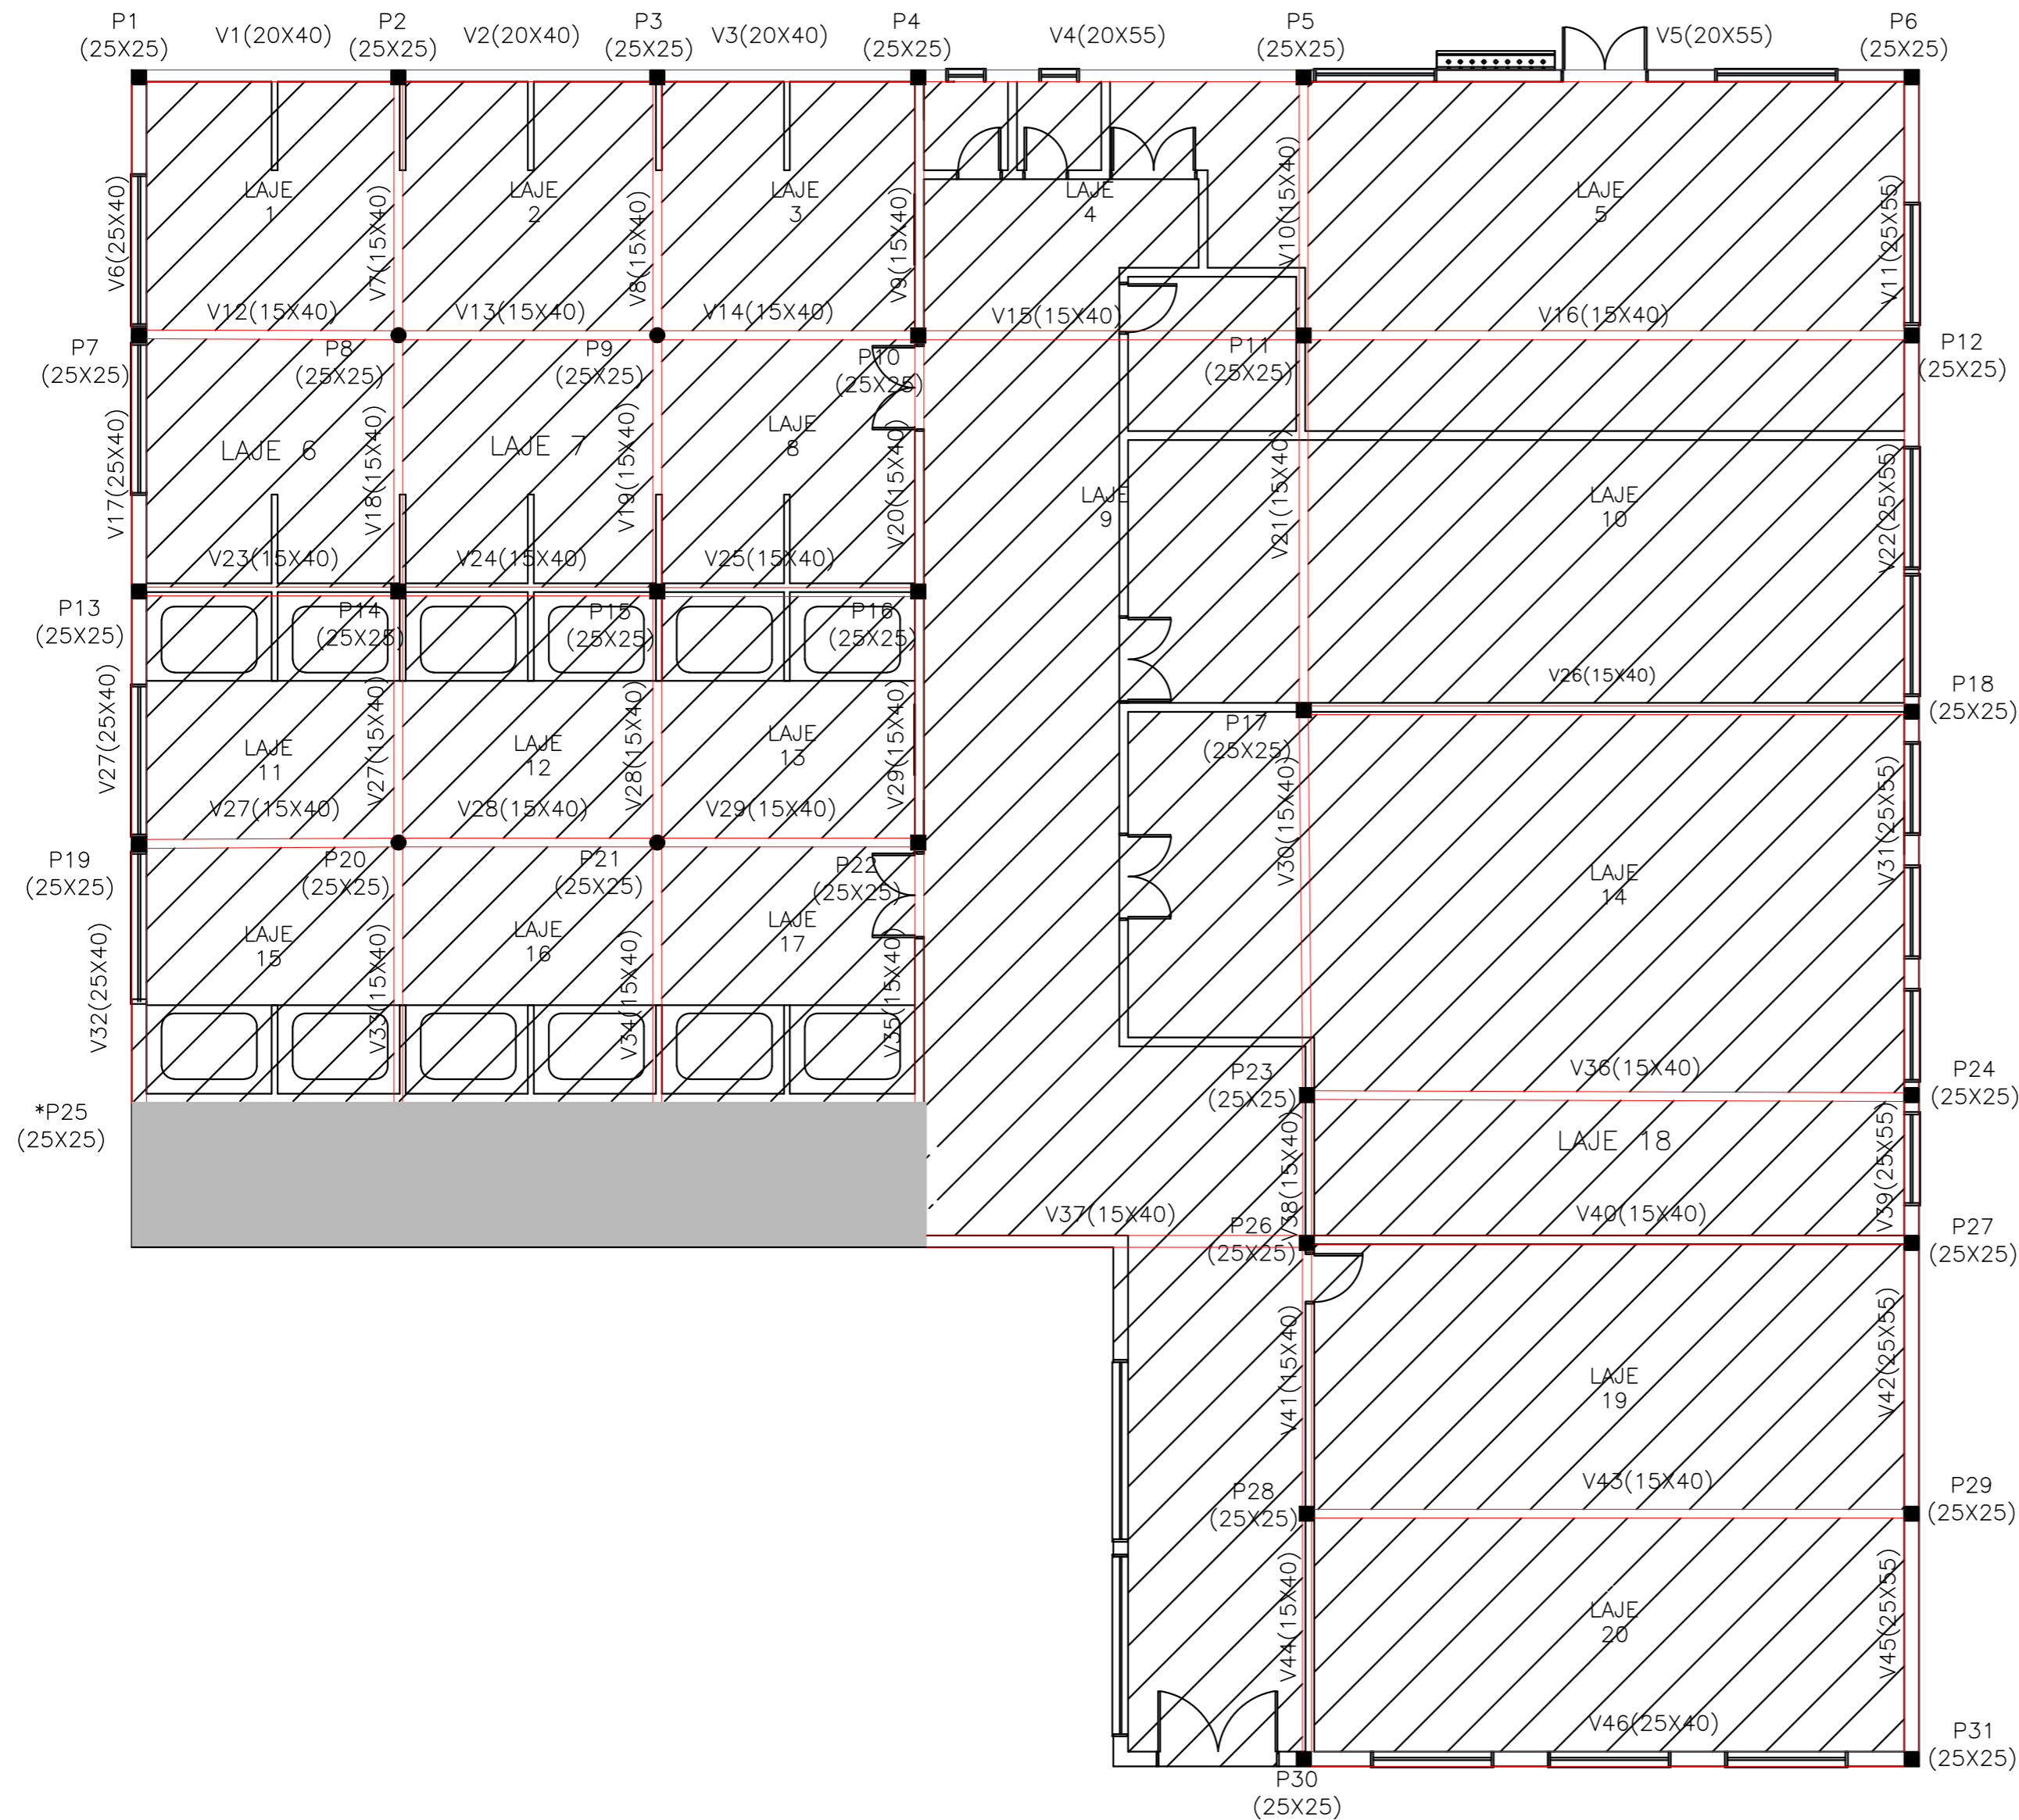 P1
(25X25)
V1(20X40)
P2
(25X25)
V2(20X40)
P3
(25X25)
V3(20X40)
P4
(25X25)
V4(20X55)
P5
(25X25)
V5(20X55)
P6
(25X25)
LAJE
1
LAJE
2
LAJE
3
LAJE
4
LAJE
5
V6(25X40)
V7(15X40)
V8(15X40)
V9(15X40)
V10(15X40)
V11(25X55)
V12(15X40)
V13(15X40)
V14(15X40)
V15(15X40)
V16(15X40)
P7
(25X25)
P8
(25X25)
P9
(25X25)
P10
(25X25)
P11
(25X25)
P12
(25X25)
LAJE 6
LAJE 7
LAJE
8
LAJE
9
LAJE
10
V17(25X40)
V18(15X40)
V19(15X40)
V20(15X40)
V21(15X40)
V22(25X55)
V23(15X40)
V24(15X40)
V25(15X40)
V26(15X40)
P13
(25X25)
P14
(25X25)
P15
(25X25)
P16
(25X25)
P17
(25X25)
P18
(25X25)
V27(25X40)
V27(15X40)
V28(15X40)
V29(15X40)
LAJE
11
LAJE
12
LAJE
13
V30(15X40)
V31(25X55)
V27(15X40)
V28(15X40)
V29(15X40)
P19
(25X25)
P20
(25X25)
P21
(25X25)
P22
(25X25)
LAJE
14
LAJE
15
LAJE
16
LAJE
17
V32(25X40)
V33(15X40)
V34(15X40)
V35(15X40)
V36(15X40)
P23
(25X25)
P24
(25X25)
*P25
(25X25)
LAJE 18
V37(15X40)
V38(15X40)
V39(25X55)
V40(15X40)
P26
(25X25)
P27
(25X25)
V41(15X40)
LAJE
19
V42(25X55)
V43(15X40)
P28
(25X25)
P29
(25X25)
V44(15X40)
LAJE
20
V45(25X55)
V46(25X40)
P30
(25X25)
P31
(25X25)